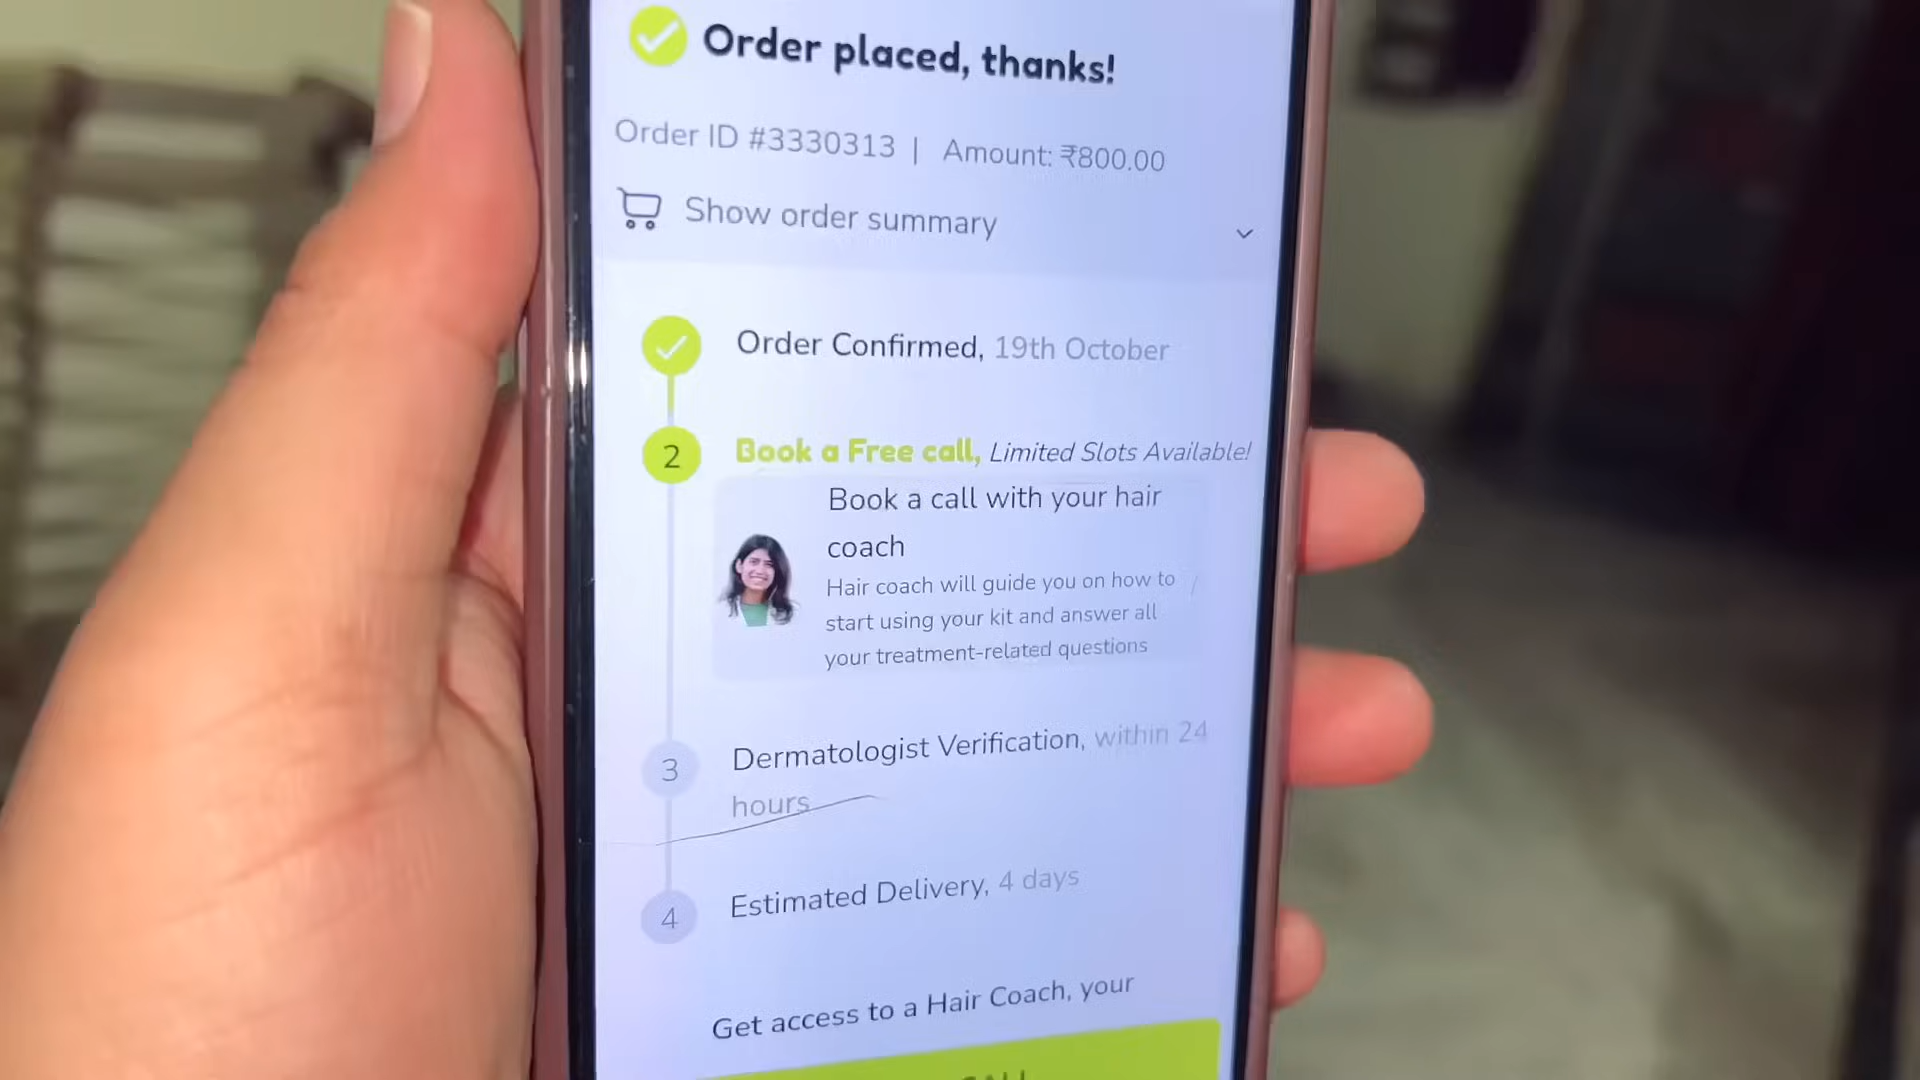 Order placed, thanks!
Order ID #3330313 | Amount: ₹800.00
Show order summary
Order Confirmed, 19th October
2
Book a Free call, Limited Slots Available!
Book a call with your hair
coach
Hair coach will guide you on how to
start using your kit and answer all
your treatment-related questions
3
Dermatologist Verification, within 24
hours
4
Estimated Delivery, 4 days
Get access to a Hair Coach, your
CALL